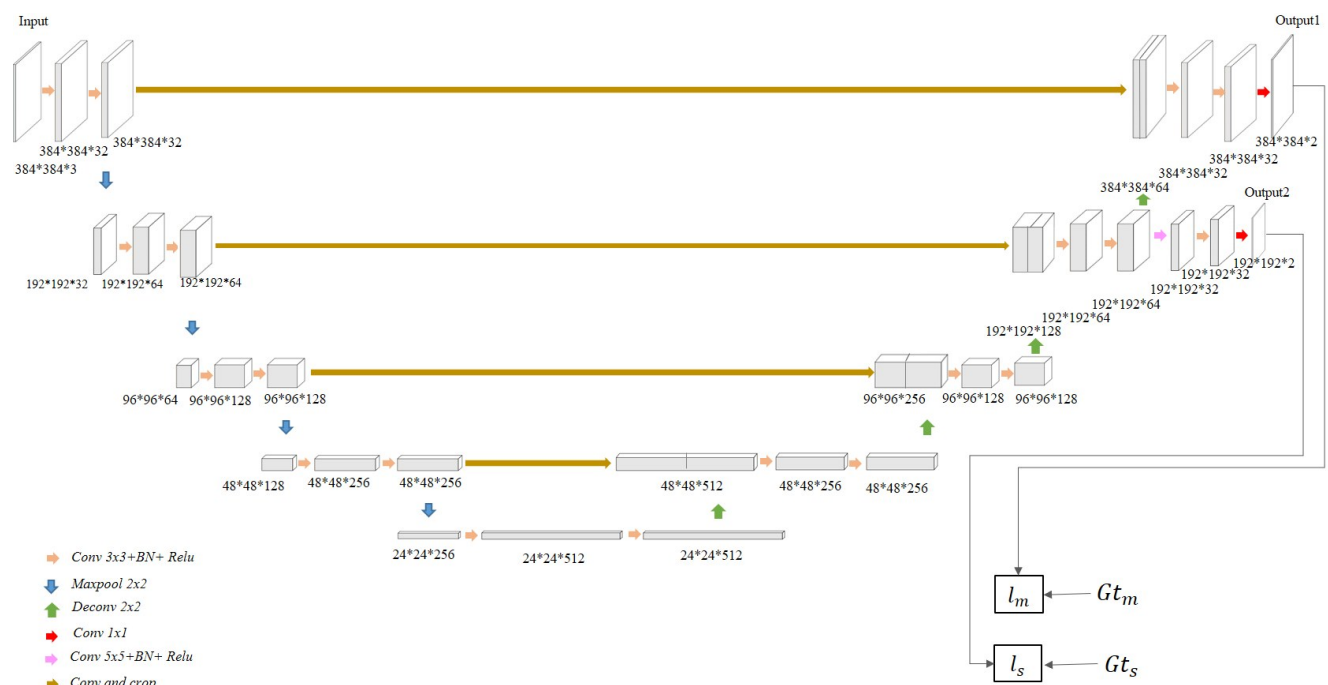 Input
Output1
384*384*3
384*384*32
384*384*32
384*384*64
384*384*32
384*384*32
384*384*2
Output2
192*192*32
192*192*64
192*192*64
192*192*128
192*192*64
192*192*64
192*192*32
192*192*32
192*192*2
96*96*64
96*96*128
96*96*128
96*96*256
96*96*128
96*96*128
48*48*128
48*48*256
48*48*256
48*48*512
48*48*256
48*48*256
24*24*256
24*24*512
24*24*512
Conv 3x3+BN+ Relu
Maxpool 2x2
Deconv 2x2
Conv 1x1
Conv 5x5+BN+ Relu
Copy and crop
l_m
Gt_m
l_s
Gt_s